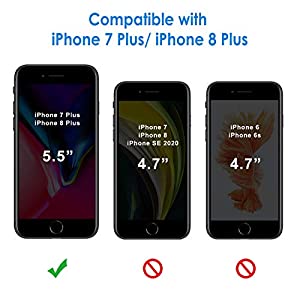 Compatible with
iPhone 7 Plus/ iPhone 8 Plus
iPhone 7 Plus
iPhone 8 Plus
5.5”
iPhone 7
iPhone 8
iPhone SE 2020
4.7”
iPhone 6
iPhone 6s
4.7”